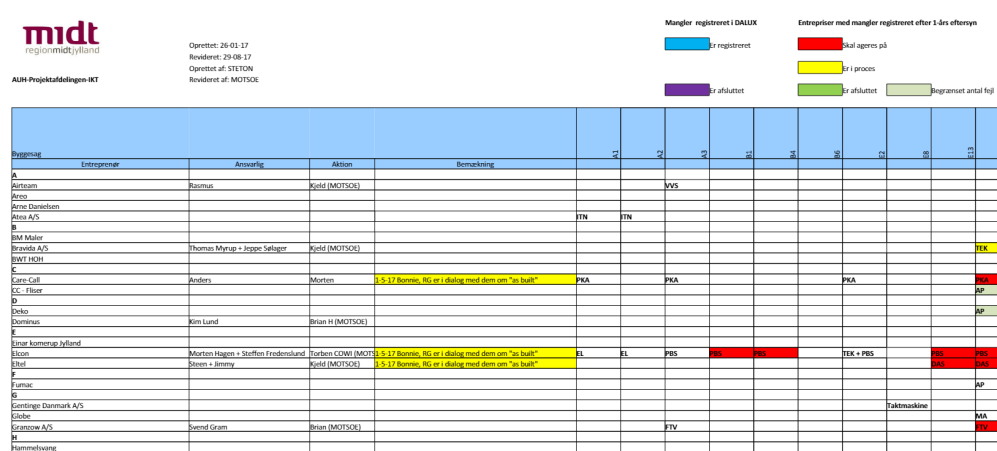 midt
regionmidtjylland
Mangler registreret i DALUX
Entrepriser med mangler registreret efter 1-års eftersyn
Oprettet: 26-01-17
Er registreret
Skal ageres på
Revideret: 29-08-17
Oprettet af: STETON
Er i proces
AUH-Projektafdelingen-IKT
Revideret af: MOTSOE
Er afsluttet
Er afsluttet
Begrænset antal fejl
Byggesag A1 A2 A3 B1 B4 B6 E2 E8 E13
Entreprenør Ansvarlig Aktion Bemækning
A
Airteam Rasmus Kjeld (MOTSOE) VVS
Areo
Arne Danielsen
Atea A/S ITN ITN
B
BM Maler
Bravida A/S Thomas Myrup + Jeppe Sølager Kjeld (MOTSOE) TEK
BWT HOH
C
Care-Call Anders Morten 1-5-17 Bonnie, RG er i dialog med dem om "as built" PKA PKA PKA PKA
CC - Fliser AP
D
Deko AP
Dominus Kim Lund Brian H (MOTSOE)
E
Einar komerup Jylland
Elcon Morten Hagen + Steffen Fredenslund Torben COWI (MOTS 1-5-17 Bonnie, RG er i dialog med dem om "as built" EL EL PBS PBS PBS TEK + PBS PBS PBS
Eltel Steen + Jimmy Kjeld (MOTSOE) 1-5-17 Bonnie, RG er i dialog med dem om "as built" DAS DAS
F
Fumac AP
G
Gentinge Danmark A/S Taktmaskine
Globe MA
Granzow A/S Svend Gram Brian (MOTSOE) FTV FTV
H
Hammelsvang